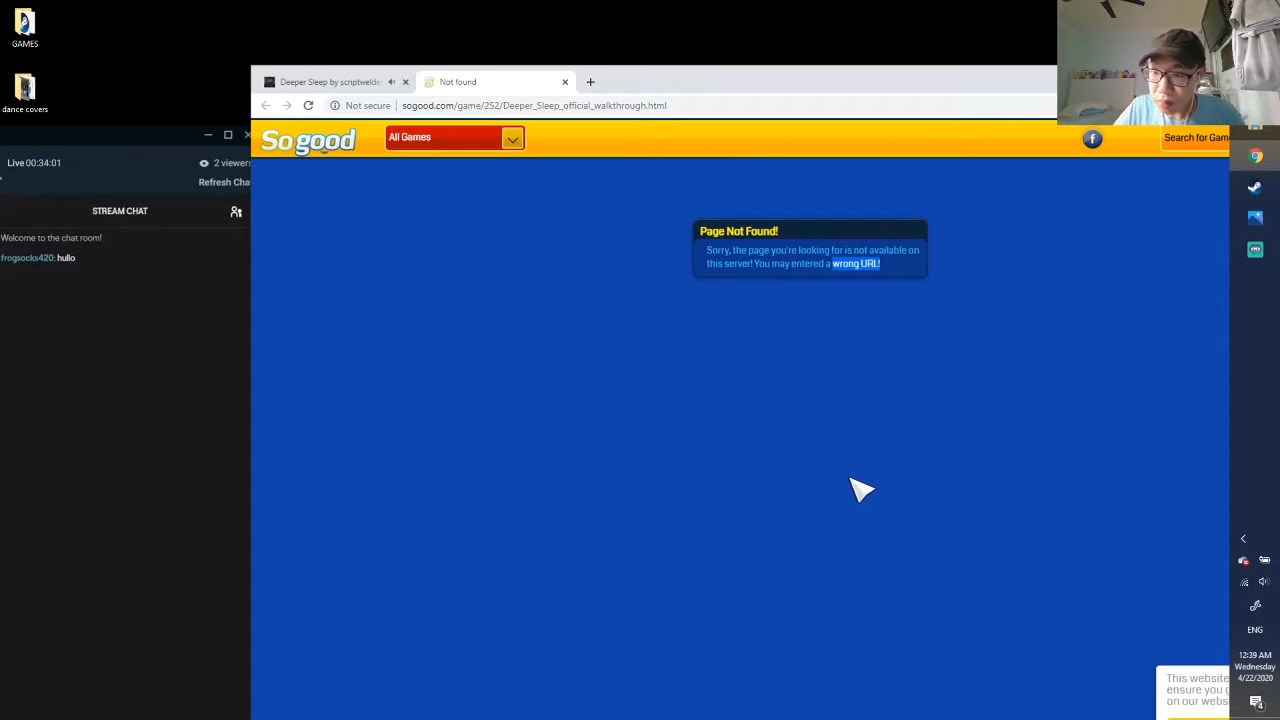 GAMES
dance covers
Live 00:34:01
2 viewers
Refresh Cha
STREAM CHAT
Welcome to the chat room!
frogsocks420: hullo
Deeper Sleep by scriptwelde
Not found
Not secure
sogood.com/game/252/Deeper_Sleep_official_walkthrough.html
So good
All Games
Search for Gam
Page Not Found!
Sorry, the page you're looking for is not available on
this server! You may entered a wrong URL!
This website
ensure you g
on our webs
ENG
12:39 AM
Wednesday
4/22/2020
4